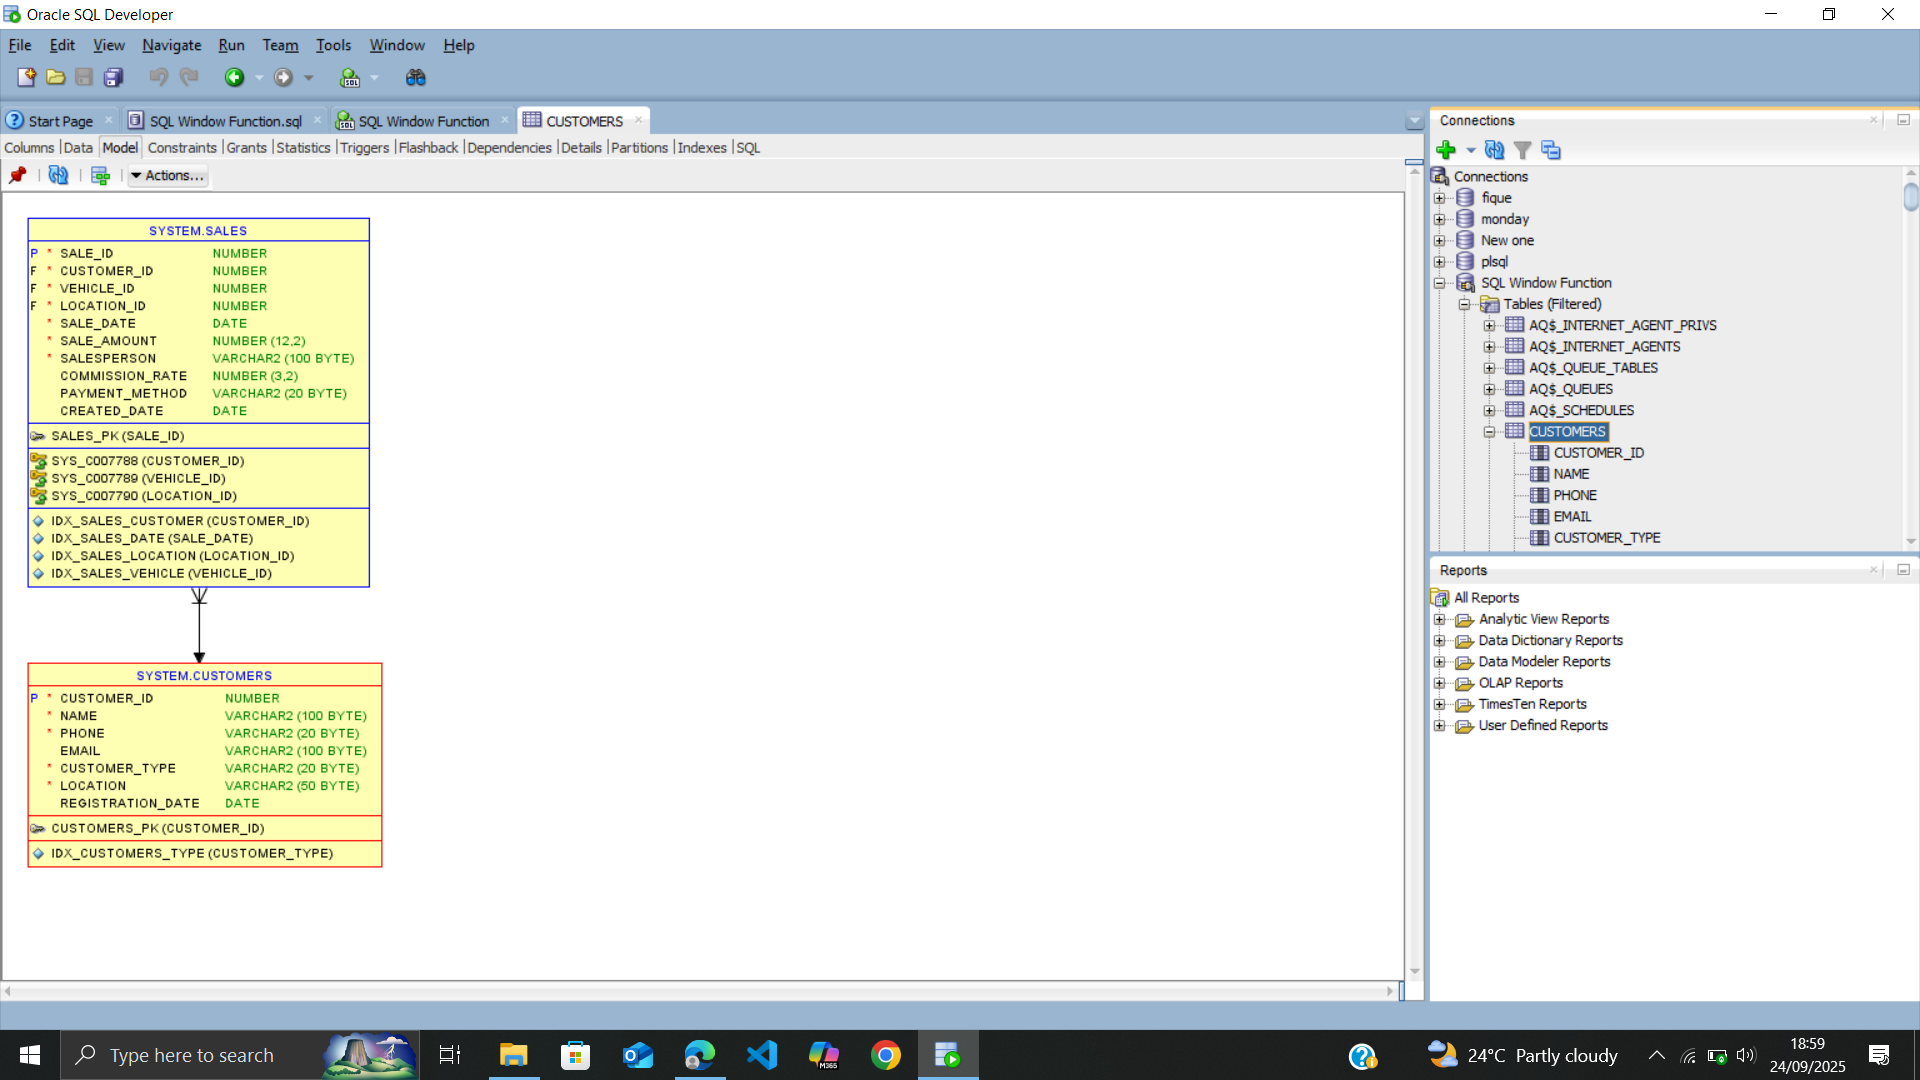 Oracle SQL Developer
File Edit View Navigate Run Team Tools Window Help
Start Page SQL Window Function.sql SQL Window Function CUSTOMERS
Columns Data Model Constraints Grants Statistics Triggers Flashback Dependencies Details Partitions Indexes SQL
Actions...
SYSTEM.SALES
P * SALE_ID NUMBER
F * CUSTOMER_ID NUMBER
F * VEHICLE_ID NUMBER
F * LOCATION_ID NUMBER
* SALE_DATE DATE
* SALE_AMOUNT NUMBER (12,2)
* SALESPERSON VARCHAR2 (100 BYTE)
COMMISSION_RATE NUMBER (3,2)
PAYMENT_METHOD VARCHAR2 (20 BYTE)
CREATED_DATE DATE
SALES_PK (SALE_ID)
SYS_C007788 (CUSTOMER_ID)
SYS_C007789 (VEHICLE_ID)
SYS_C007790 (LOCATION_ID)
IDX_SALES_CUSTOMER (CUSTOMER_ID)
IDX_SALES_DATE (SALE_DATE)
IDX_SALES_LOCATION (LOCATION_ID)
IDX_SALES_VEHICLE (VEHICLE_ID)
SYSTEM.CUSTOMERS
P * CUSTOMER_ID NUMBER
* NAME VARCHAR2 (100 BYTE)
* PHONE VARCHAR2 (20 BYTE)
EMAIL VARCHAR2 (100 BYTE)
* CUSTOMER_TYPE VARCHAR2 (20 BYTE)
* LOCATION VARCHAR2 (50 BYTE)
REGISTRATION_DATE DATE
CUSTOMERS_PK (CUSTOMER_ID)
IDX_CUSTOMERS_TYPE (CUSTOMER_TYPE)
Connections
Connections
fique
monday
New one
plsql
SQL Window Function
Tables (Filtered)
AQ$_INTERNET_AGENT_PRIVS
AQ$_INTERNET_AGENTS
AQ$_QUEUE_TABLES
AQ$_QUEUES
AQ$_SCHEDULES
CUSTOMERS
CUSTOMER_ID
NAME
PHONE
EMAIL
CUSTOMER_TYPE
Reports
All Reports
Analytic View Reports
Data Dictionary Reports
Data Modeler Reports
OLAP Reports
TimesTen Reports
User Defined Reports
Type here to search
M365
24°C Partly cloudy
18:59
24/09/2025